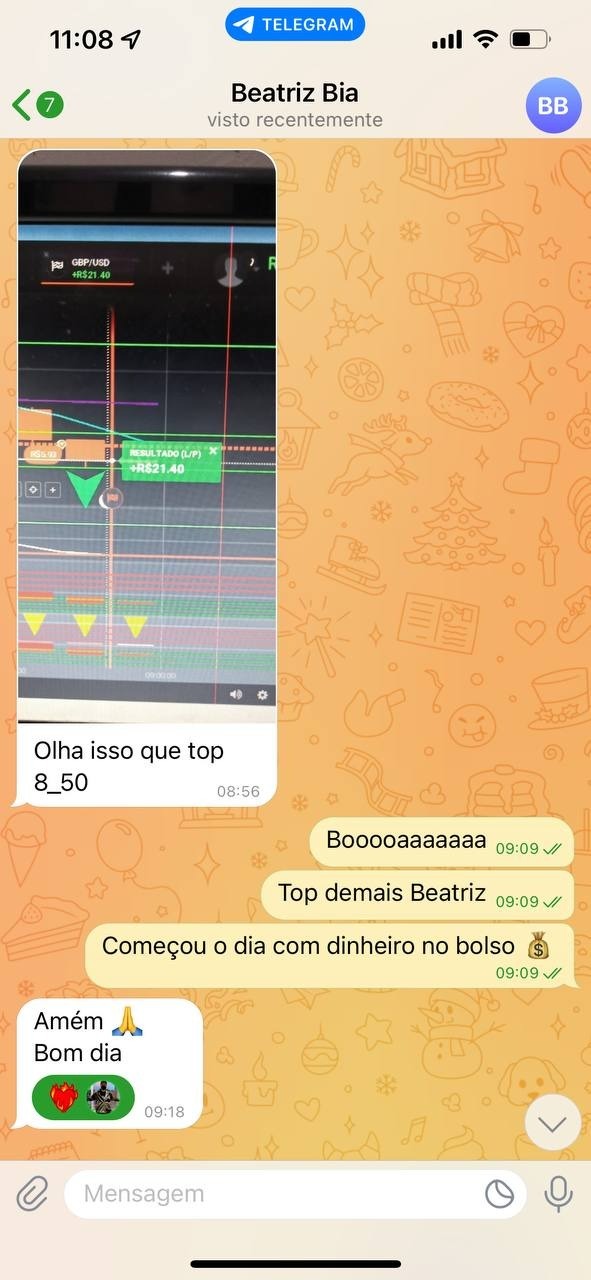 11:08
TELEGRAM
7
Beatriz Bia
visto recentemente
BB
GBP/USD
+R$21.40
RESULTADO (L/P)
+R$21.40
09:00:00
Olha isso que top
8_50
08:56
Booooaaaaaaa
09:09
Top demais Beatriz
09:09
Começou o dia com dinheiro no bolso 💰
09:09
Amém 🙏
Bom dia
09:18
Mensagem